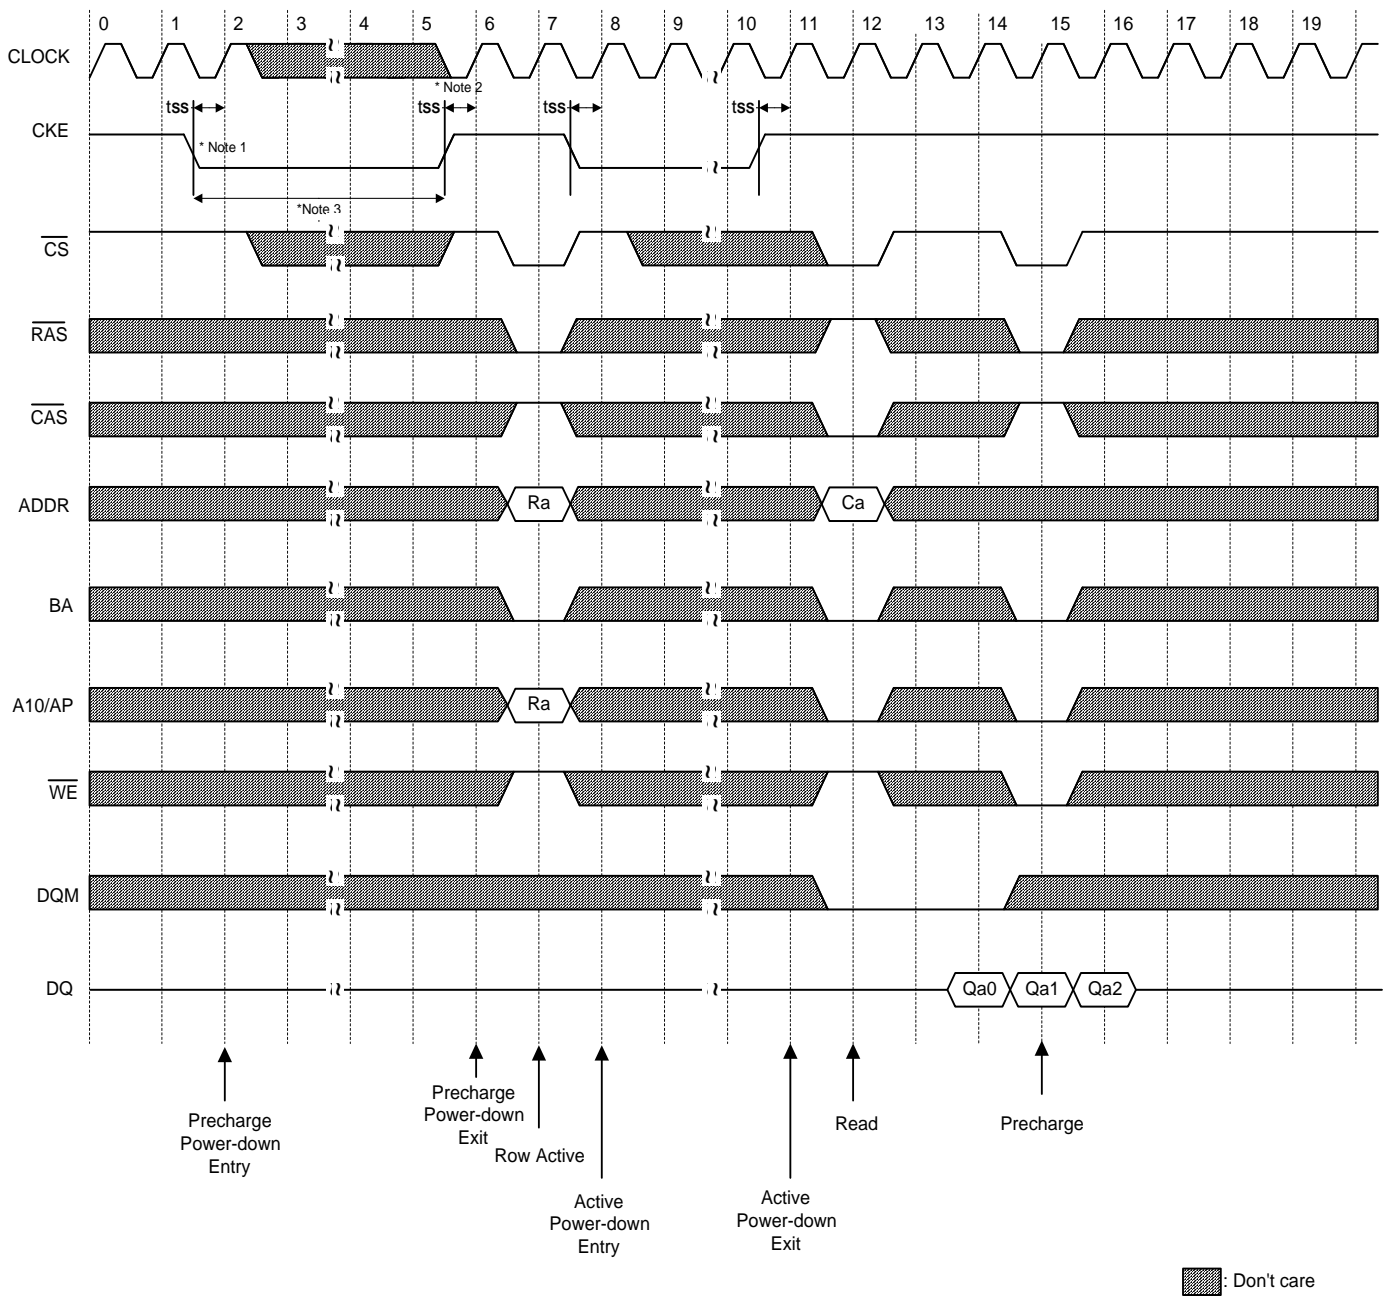 0 1 2 3 4 5 6 7 8 9 10 11 12 13 14 15 16 17 18 19
CLOCK
* Note 2
tss tss tss tss
CKE
* Note 1
*Note 3
CS
RAS
CAS
ADDR Ra Ca
BA
A10/AP Ra
WE
DQM
DQ Qa0 Qa1 Qa2
Precharge
Power-down
Entry
Precharge
Power-down
Exit
Row Active
Active
Power-down
Entry
Active
Power-down
Exit
Read
Precharge
: Don't care